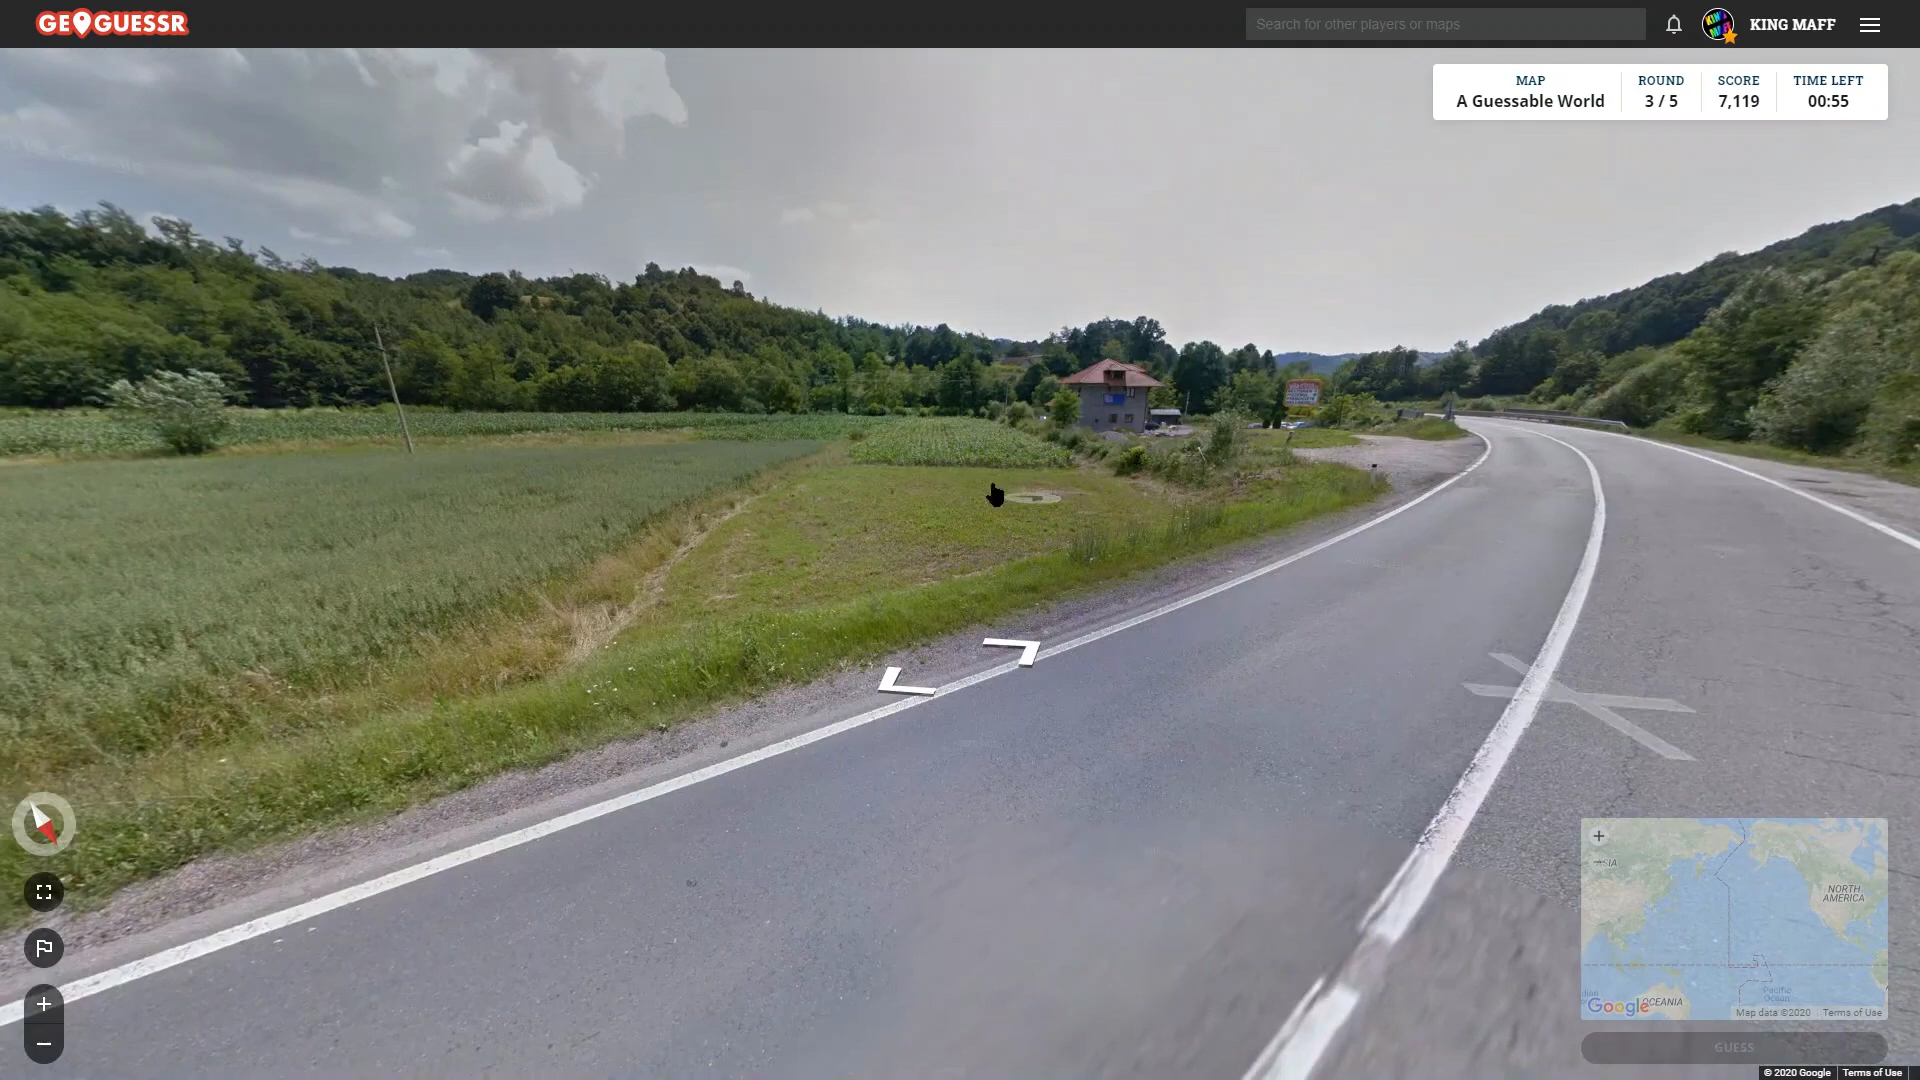 GEOGUESSR
Search for other players or maps
KING MAFF
MAP
A Guessable World
ROUND
3 / 5
SCORE
7,119
TIME LEFT
00:55
ASIA
NORTH
AMERICA
OCEANIA
Pacific
Ocean
Google
Map data ©2020
Terms of Use
GUESS
© 2020 Google
Terms of Use